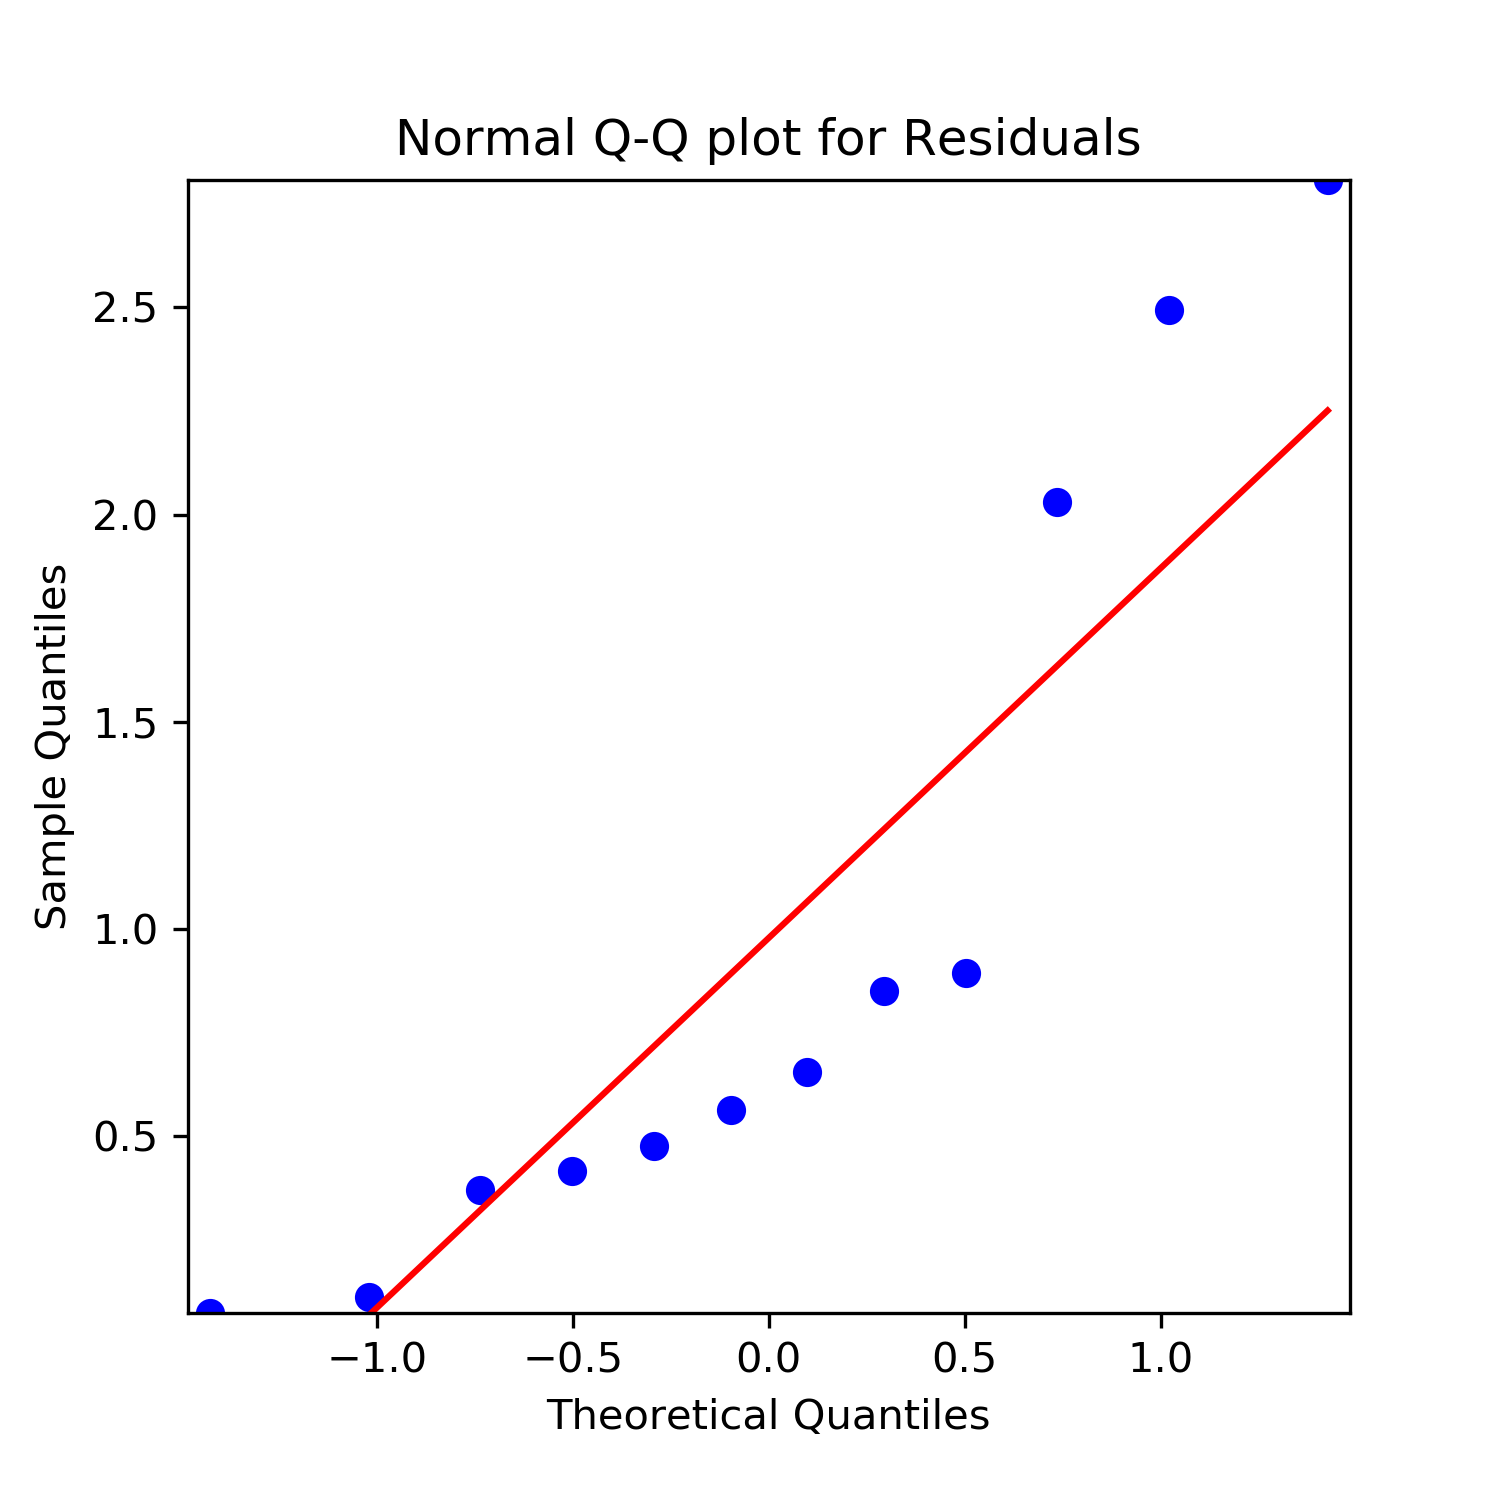 Normal Q-Q plot for Residuals
2.5
2.0
1.5
1.0
0.5
Sample Quantiles
−1.0 −0.5 0.0 0.5 1.0
Theoretical Quantiles